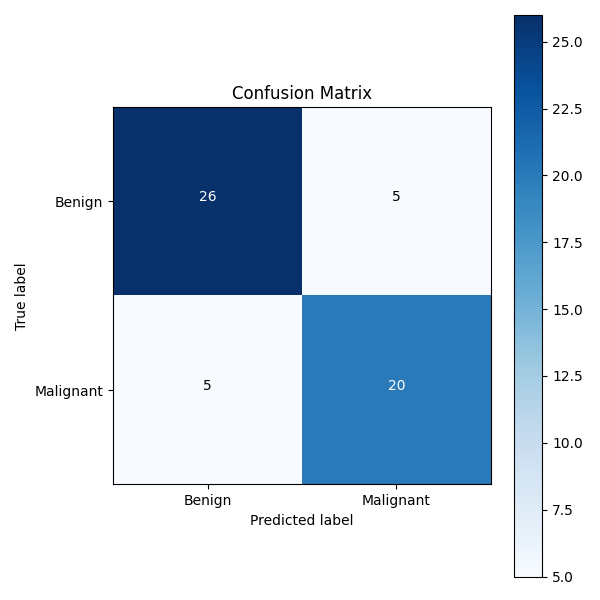 Confusion Matrix
True label
Benign
26
5
Malignant
5
20
Benign
Malignant
Predicted label
25.0
22.5
20.0
17.5
15.0
12.5
10.0
7.5
5.0